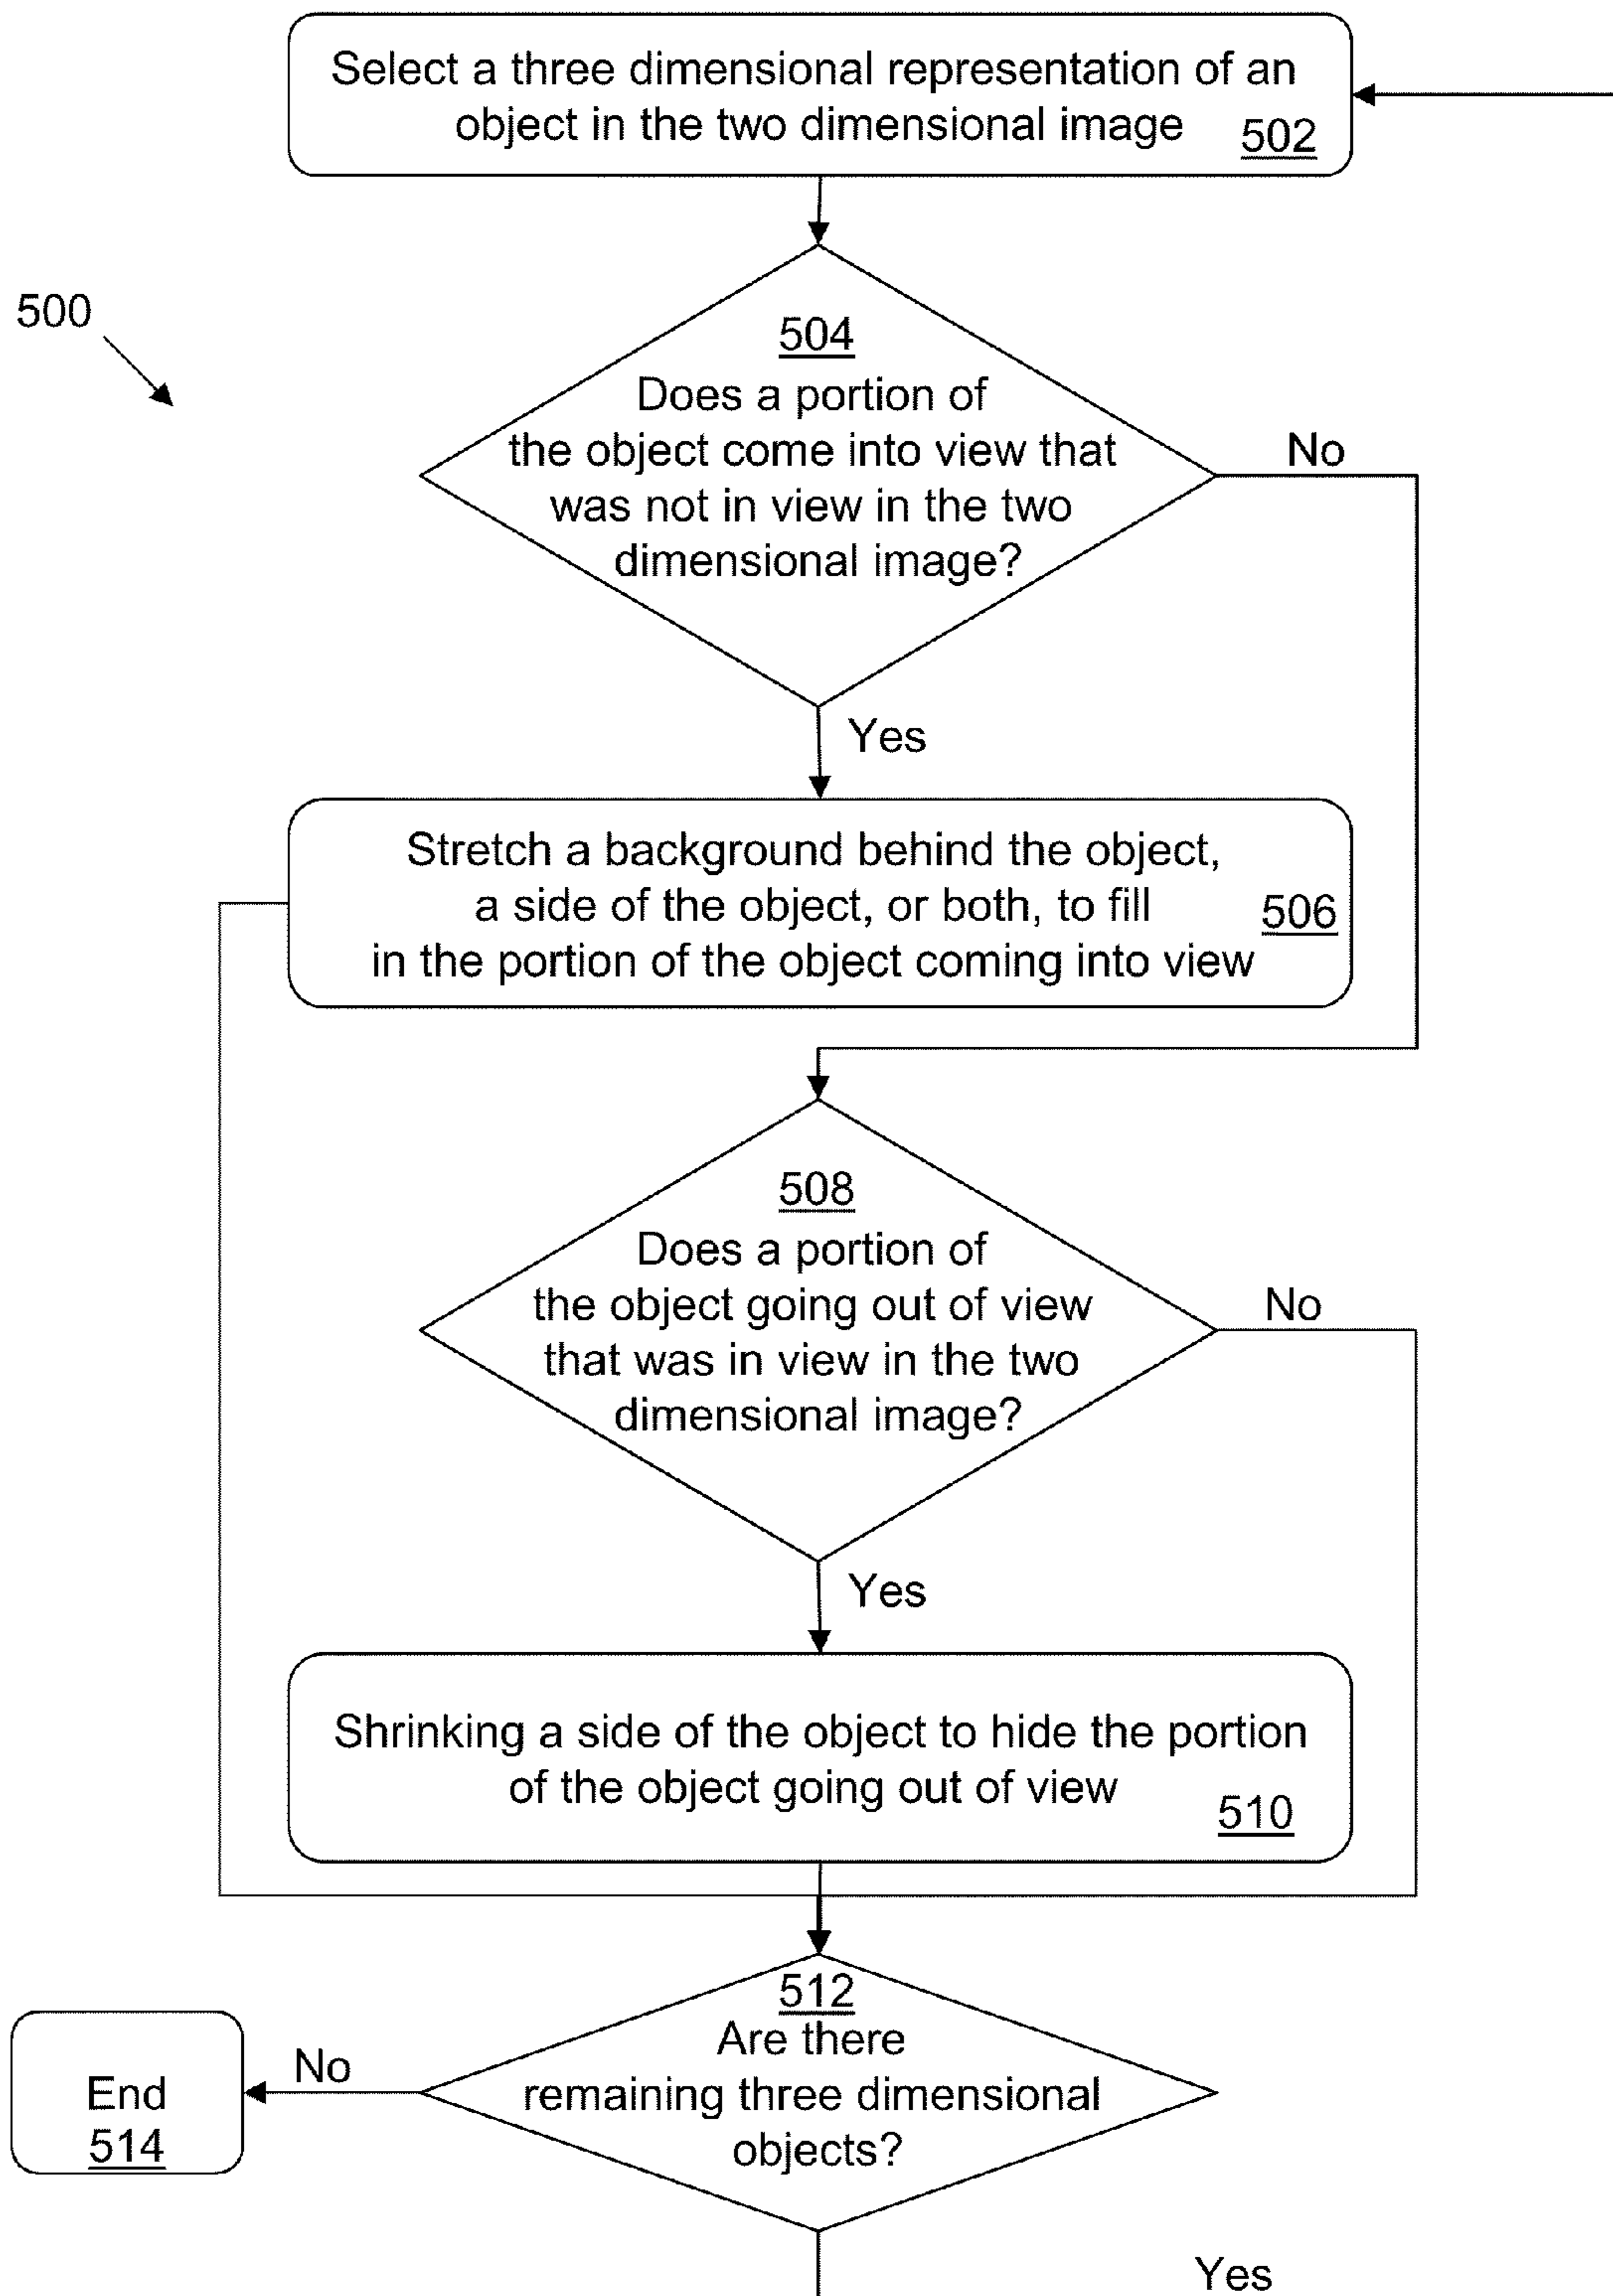 Select a three dimensional representation of an
object in the two dimensional image 502
500
504
Does a portion of
the object come into view that
was not in view in the two
dimensional image?
No
Yes
Stretch a background behind the object,
a side of the object, or both, to fill
in the portion of the object coming into view
506
508
Does a portion of
the object going out of view
that was in view in the two
dimensional image?
No
Yes
Shrinking a side of the object to hide the portion
of the object going out of view
510
512
Are there
remaining three dimensional
objects?
No
End
514
Yes